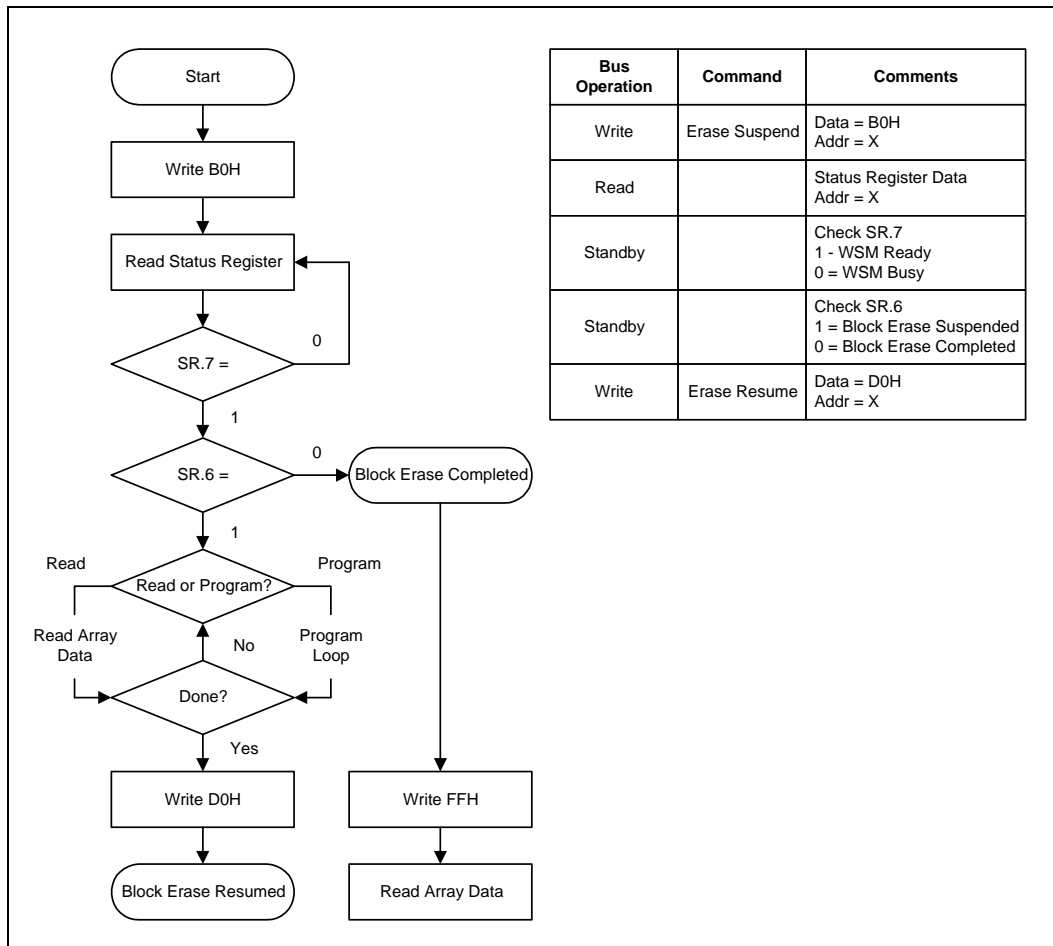 Start
Write B0H
Read Status Register
0
SR.7 =
1
0
SR.6 =
Block Erase Completed
1
Read
Program
Read or Program?
Read Array
Data
No
Program
Loop
Done?
Yes
Write D0H
Write FFH
Block Erase Resumed
Read Array Data
Bus
Operation
Command
Comments
Write
Erase Suspend
Data = B0H
Addr = X
Read
Status Register Data
Addr = X
Standby
Check SR.7
1 - WSM Ready
0 = WSM Busy
Standby
Check SR.6
1 = Block Erase Suspended
0 = Block Erase Completed
Write
Erase Resume
Data = D0H
Addr = X